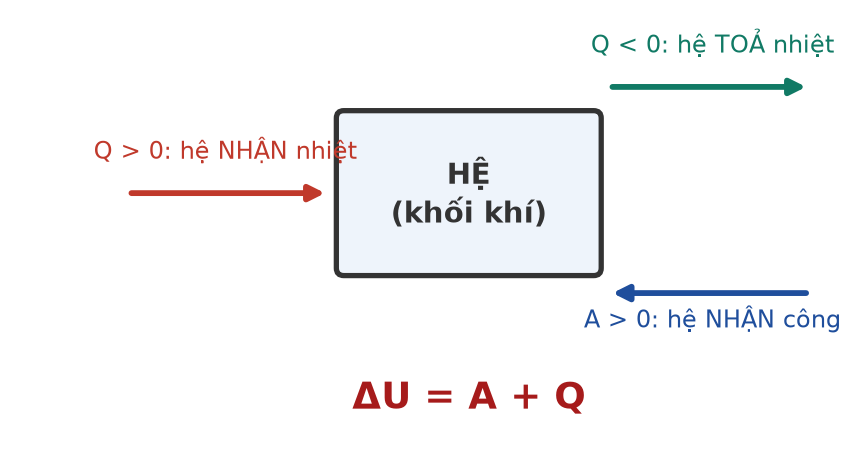 Q < 0: hệ TOẢ nhiệt
Q > 0: hệ NHẬN nhiệt
HỆ
(khối khí)
A > 0: hệ NHẬN công
ΔU = A + Q